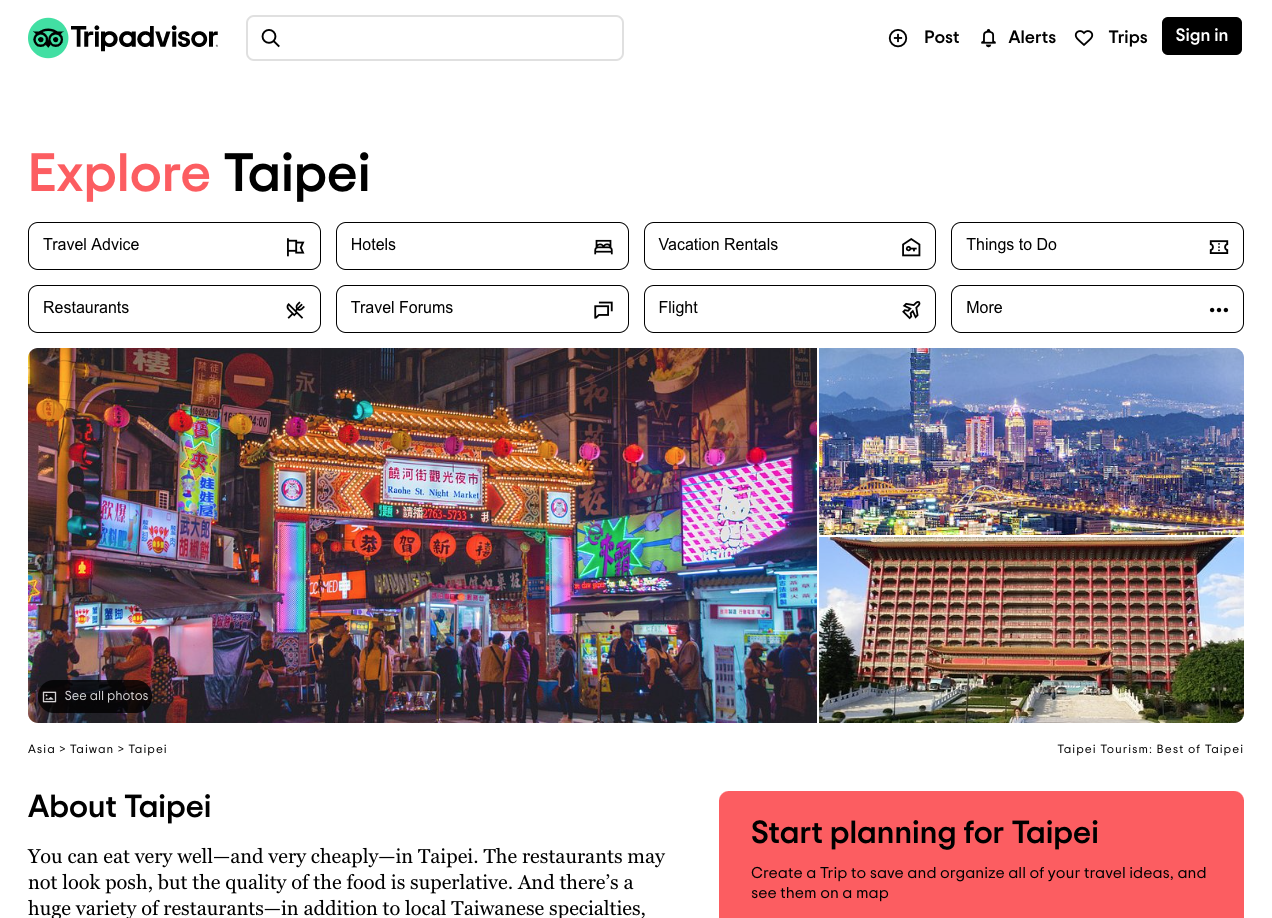 Tripadvisor
Post
Alerts
Trips
Sign in
Explore Taipei
Travel Advice
Hotels
Vacation Rentals
Things to Do
Restaurants
Travel Forums
Flight
More
饒河街觀光夜市
Raohe St. Night Market
2763-5733
恭賀新禧
See all photos
Asia > Taiwan > Taipei
Taipei Tourism: Best of Taipei
About Taipei
You can eat very well—and very cheaply—in Taipei. The restaurants may
not look posh, but the quality of the food is superlative. And there’s a
huge variety of restaurants—in addition to local Taiwanese specialties,
Start planning for Taipei
Create a Trip to save and organize all of your travel ideas, and
see them on a map